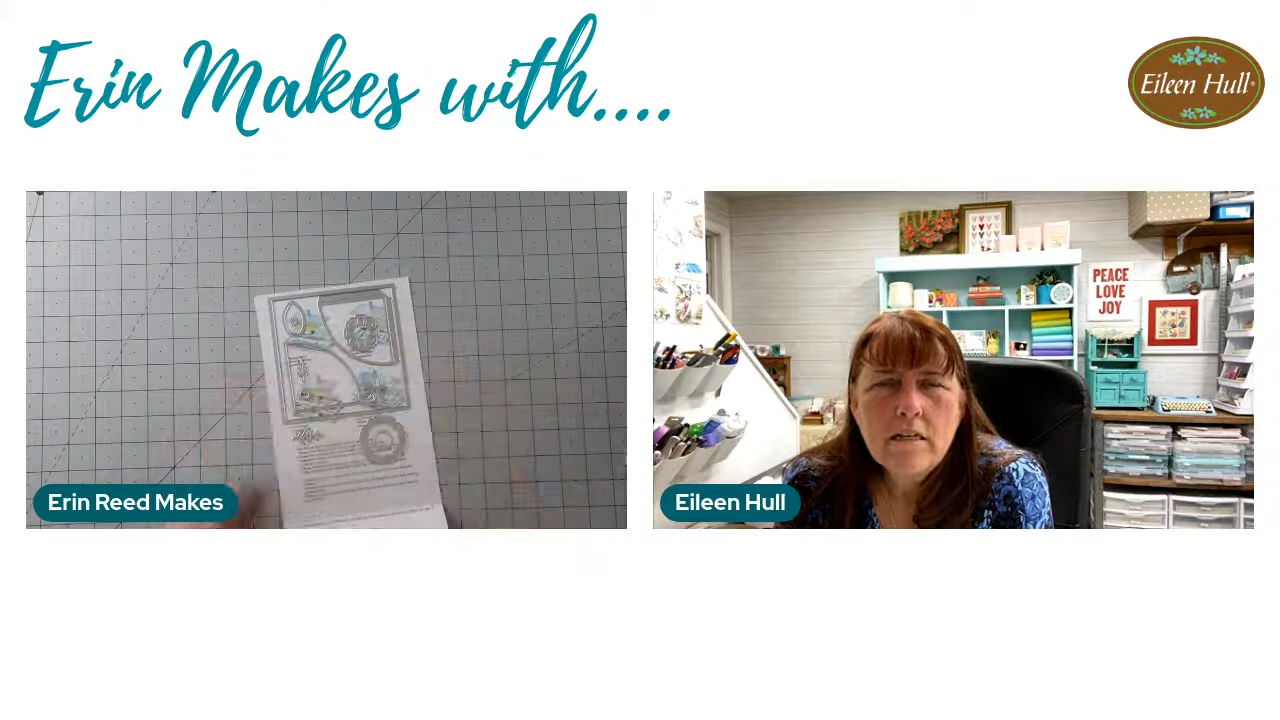 Erin Makes with....
Eileen Hull
PEACE
LOVE
JOY
Erin Reed Makes
Eileen Hull